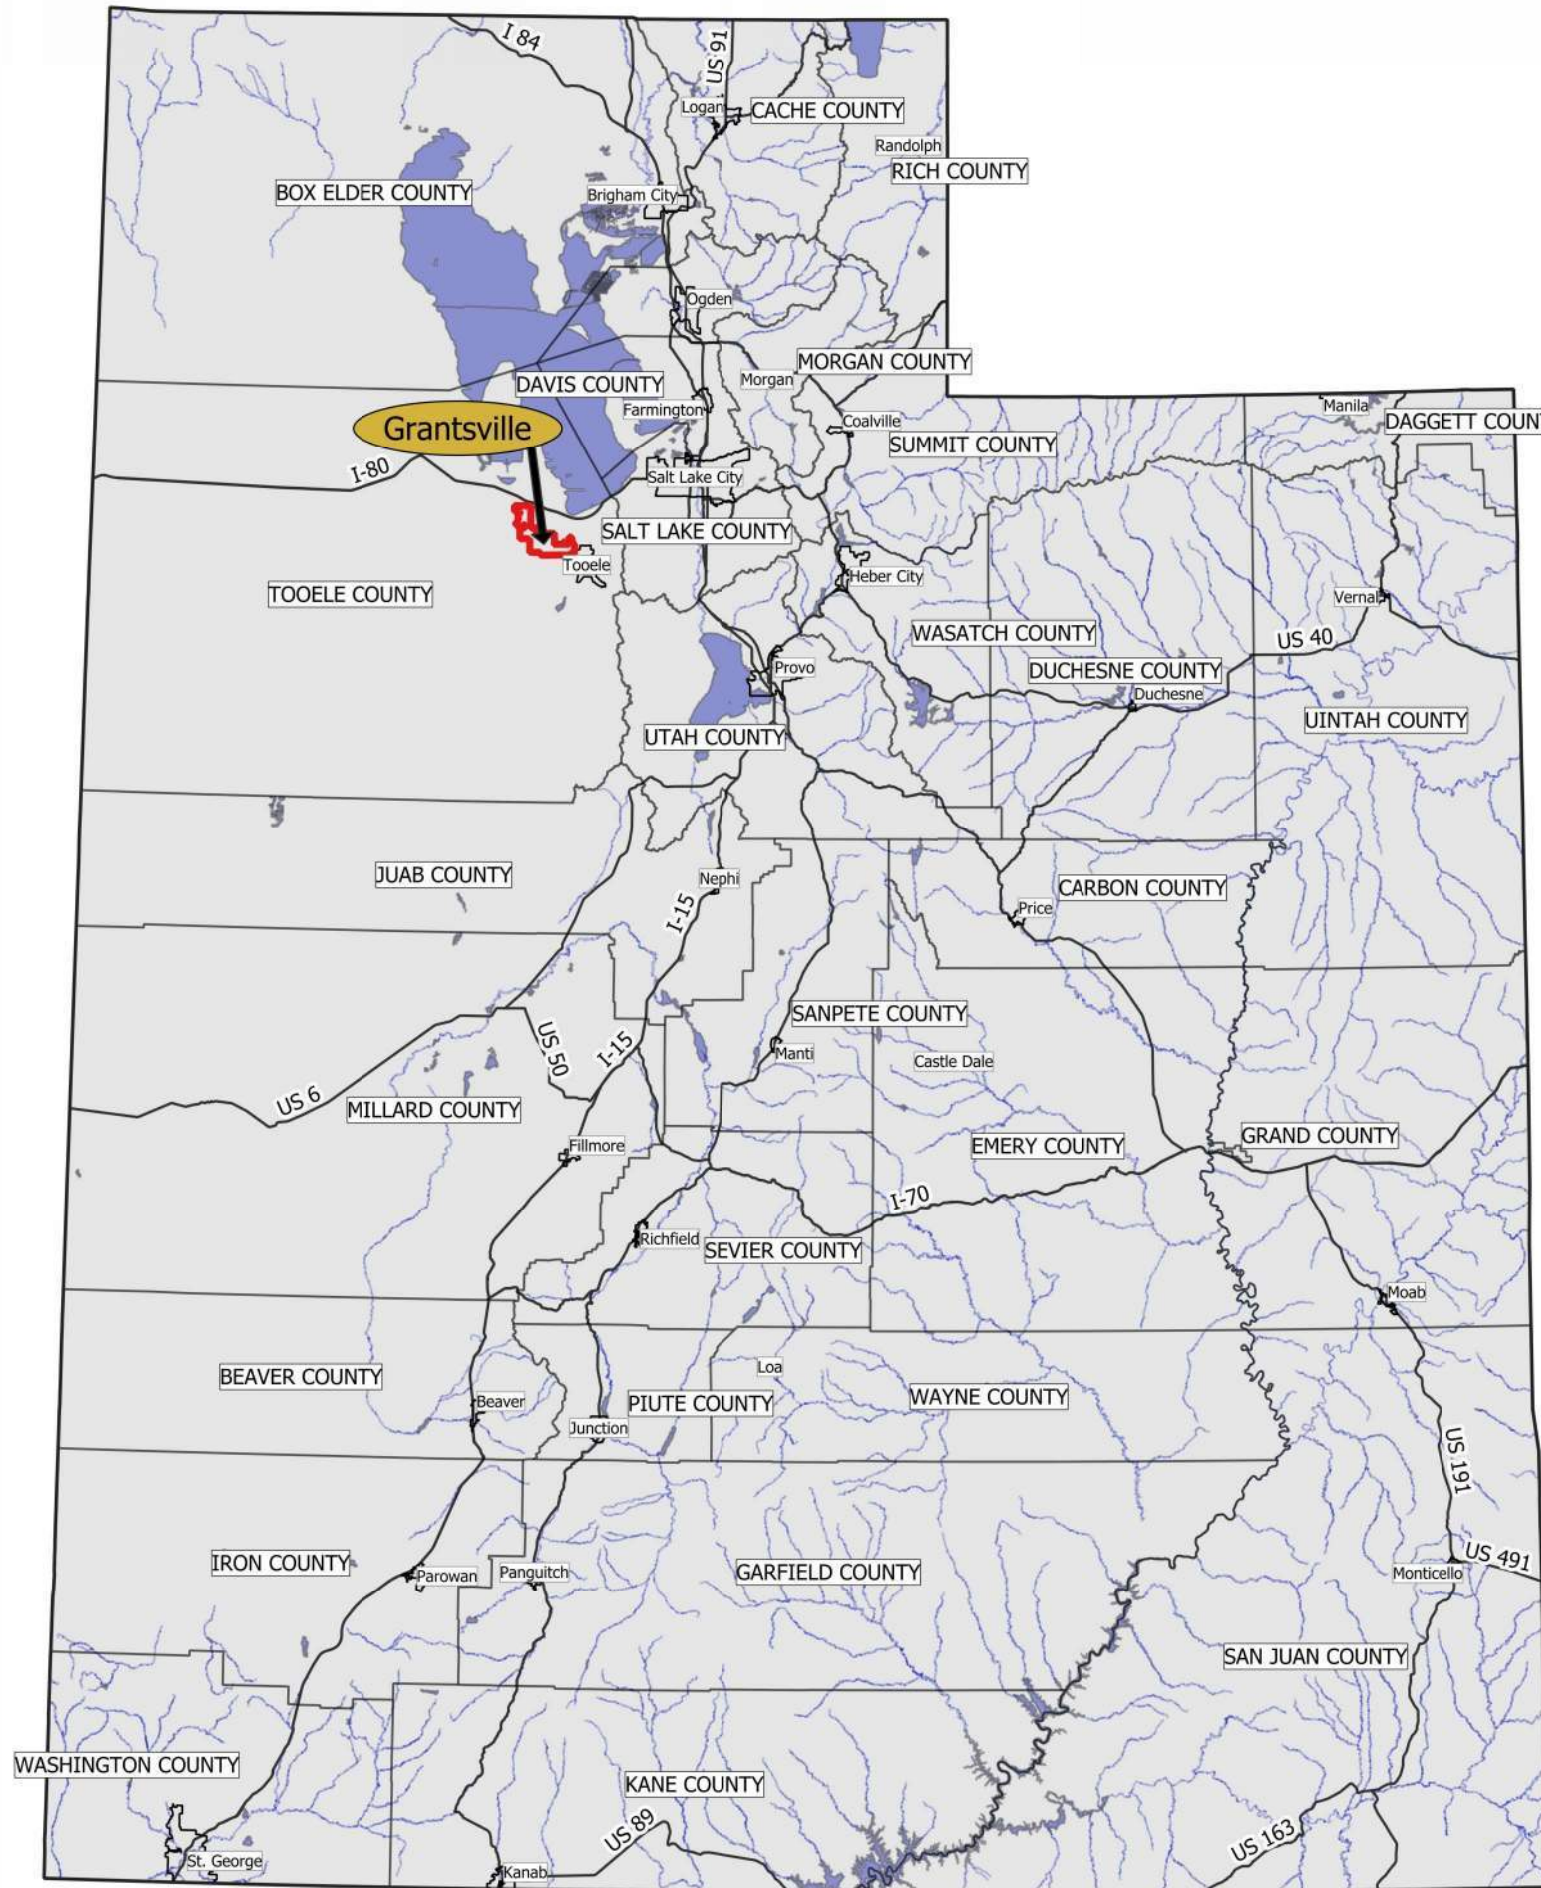 I 84
US 91
Logan
CACHE COUNTY
Randolph
RICH COUNTY
BOX ELDER COUNTY
Brigham City
Ogden
MORGAN COUNTY
Morgan
DAVIS COUNTY
Farmington
Manila
DAGGETT COUN
Coalville
Grantsville
SUMMIT COUNTY
I-80
Salt Lake City
SALT LAKE COUNTY
Tooele
Heber City
TOOELE COUNTY
Vernal
WASATCH COUNTY
US 40
Provo
DUCHESNE COUNTY
Duchesne
UINTAH COUNTY
UTAH COUNTY
JUAB COUNTY
Nephi
CARBON COUNTY
I-15
Price
SANPETE COUNTY
US 50
I-15
Manti
Castle Dale
US 6
MILLARD COUNTY
Fillmore
EMERY COUNTY
GRAND COUNTY
I-70
Richfield
SEVIER COUNTY
Moab
BEAVER COUNTY
Loa
Beaver
PIUTE COUNTY
WAYNE COUNTY
Junction
US 191
IRON COUNTY
Parowan
Panguitch
GARFIELD COUNTY
US 491
Monticello
SAN JUAN COUNTY
WASHINGTON COUNTY
KANE COUNTY
US 89
US 163
St. George
Kanab